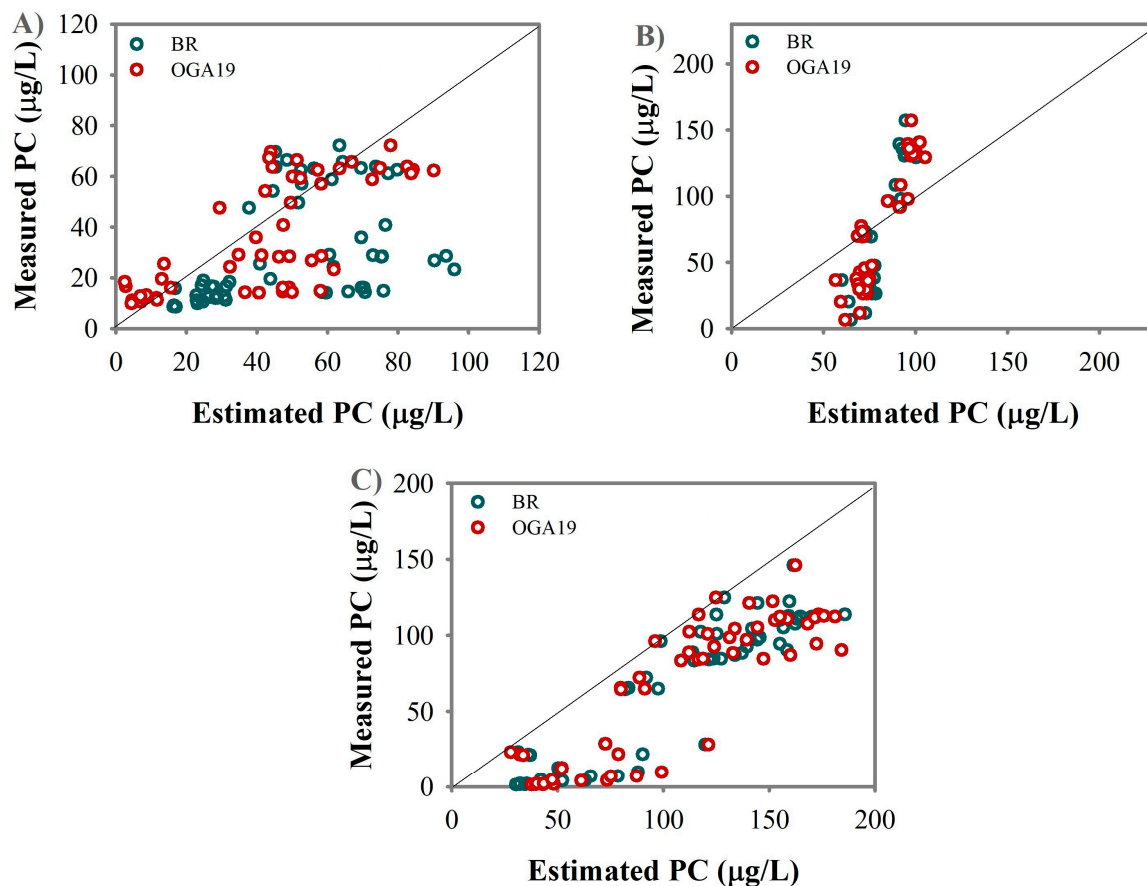 A)
Measured PC (µg/L)
120
100
80
60
40
20
0
BR
OGA19
0 20 40 60 80 100 120
Estimated PC (µg/L)
B)
Measured PC (µg/L)
200
150
100
50
0
BR
OGA19
0 50 100 150 200
Estimated PC (µg/L)
C)
Measured PC (µg/L)
200
150
100
50
0
BR
OGA19
0 50 100 150 200
Estimated PC (µg/L)